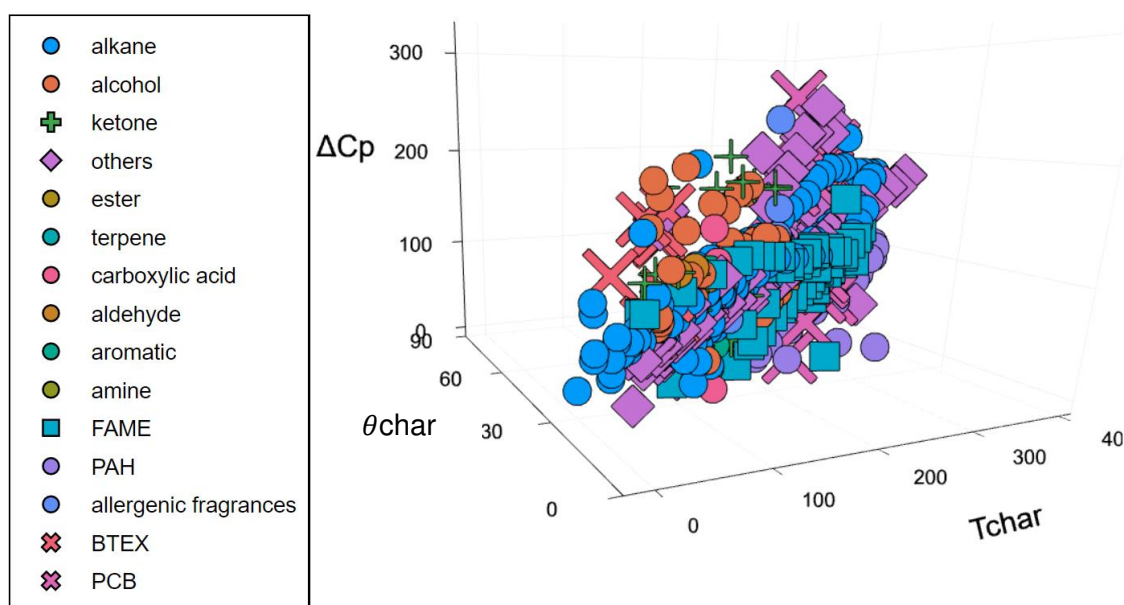 alkane
alcohol
ketone
others
ester
terpene
carboxylic acid
aldehyde
aromatic
amine
FAME
PAH
allergenic fragrances
BTEX
PCB
300
ΔCp
200
100
0
90
60
θchar
30
0
0
100
200
300
40
Tchar